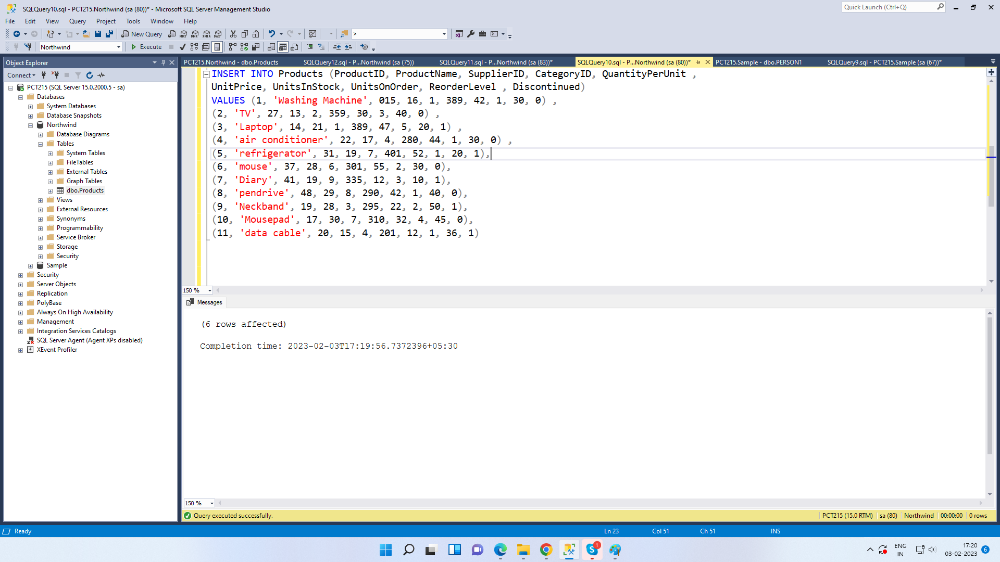 SQLQuery10.sql - PCT215.Northwind (sa (80))* - Microsoft SQL Server Management Studio
Quick Launch (Ctrl+Q)
File Edit View Query Project Tools Window Help
New Query
MDX DMX XMLA DAX
>
Northwind
Execute
Object Explorer
PCT215.Northwind - dbo.Products
SQLQuery12.sql - P...Northwind (sa (75))
SQLQuery11.sql - P...Northwind (sa (83))*
SQLQuery10.sql - P...Northwind (sa (80))*
PCT215.Sample - dbo.PERSON1
SQLQuery9.sql - PCT215.Sample (sa (67))*
Connect
PCT215 (SQL Server 15.0.2000.5 - sa)
Databases
System Databases
Database Snapshots
Northwind
Database Diagrams
Tables
System Tables
FileTables
External Tables
Graph Tables
dbo.Products
Views
External Resources
Synonyms
Programmability
Service Broker
Storage
Security
Sample
Security
Server Objects
Replication
PolyBase
Always On High Availability
Management
Integration Services Catalogs
SQL Server Agent (Agent XPs disabled)
XEvent Profiler
INSERT INTO Products (ProductID, ProductName, SupplierID, CategoryID, QuantityPerUnit ,
UnitPrice, UnitsInStock, UnitsOnOrder, ReorderLevel , Discontinued)
VALUES (1, 'Washing Machine', 015, 16, 1, 389, 42, 1, 30, 0) ,
(2, 'TV', 27, 13, 2, 359, 30, 3, 40, 0) ,
(3, 'Laptop', 14, 21, 1, 389, 47, 5, 20, 1) ,
(4, 'air conditioner', 22, 17, 4, 280, 44, 1, 30, 0) ,
(5, 'refrigerator', 31, 19, 7, 401, 52, 1, 20, 1),
(6, 'mouse', 37, 28, 6, 301, 55, 2, 30, 0),
(7, 'Diary', 41, 19, 9, 335, 12, 3, 10, 1),
(8, 'pendrive', 48, 29, 8, 290, 42, 1, 40, 0),
(9, 'Neckband', 19, 28, 3, 295, 22, 2, 50, 1),
(10, 'Mousepad', 17, 30, 7, 310, 32, 4, 45, 0),
(11, 'data cable', 20, 15, 4, 201, 12, 1, 36, 1)
150 %
Messages
(6 rows affected)
Completion time: 2023-02-03T17:19:56.7372396+05:30
150 %
Query executed successfully.
PCT215 (15.0 RTM) sa (80) Northwind 00:00:00 0 rows
Ready
Ln 23 Col 51 Ch 51 INS
S 1
ENG
IN
17:20
03-02-2023
6